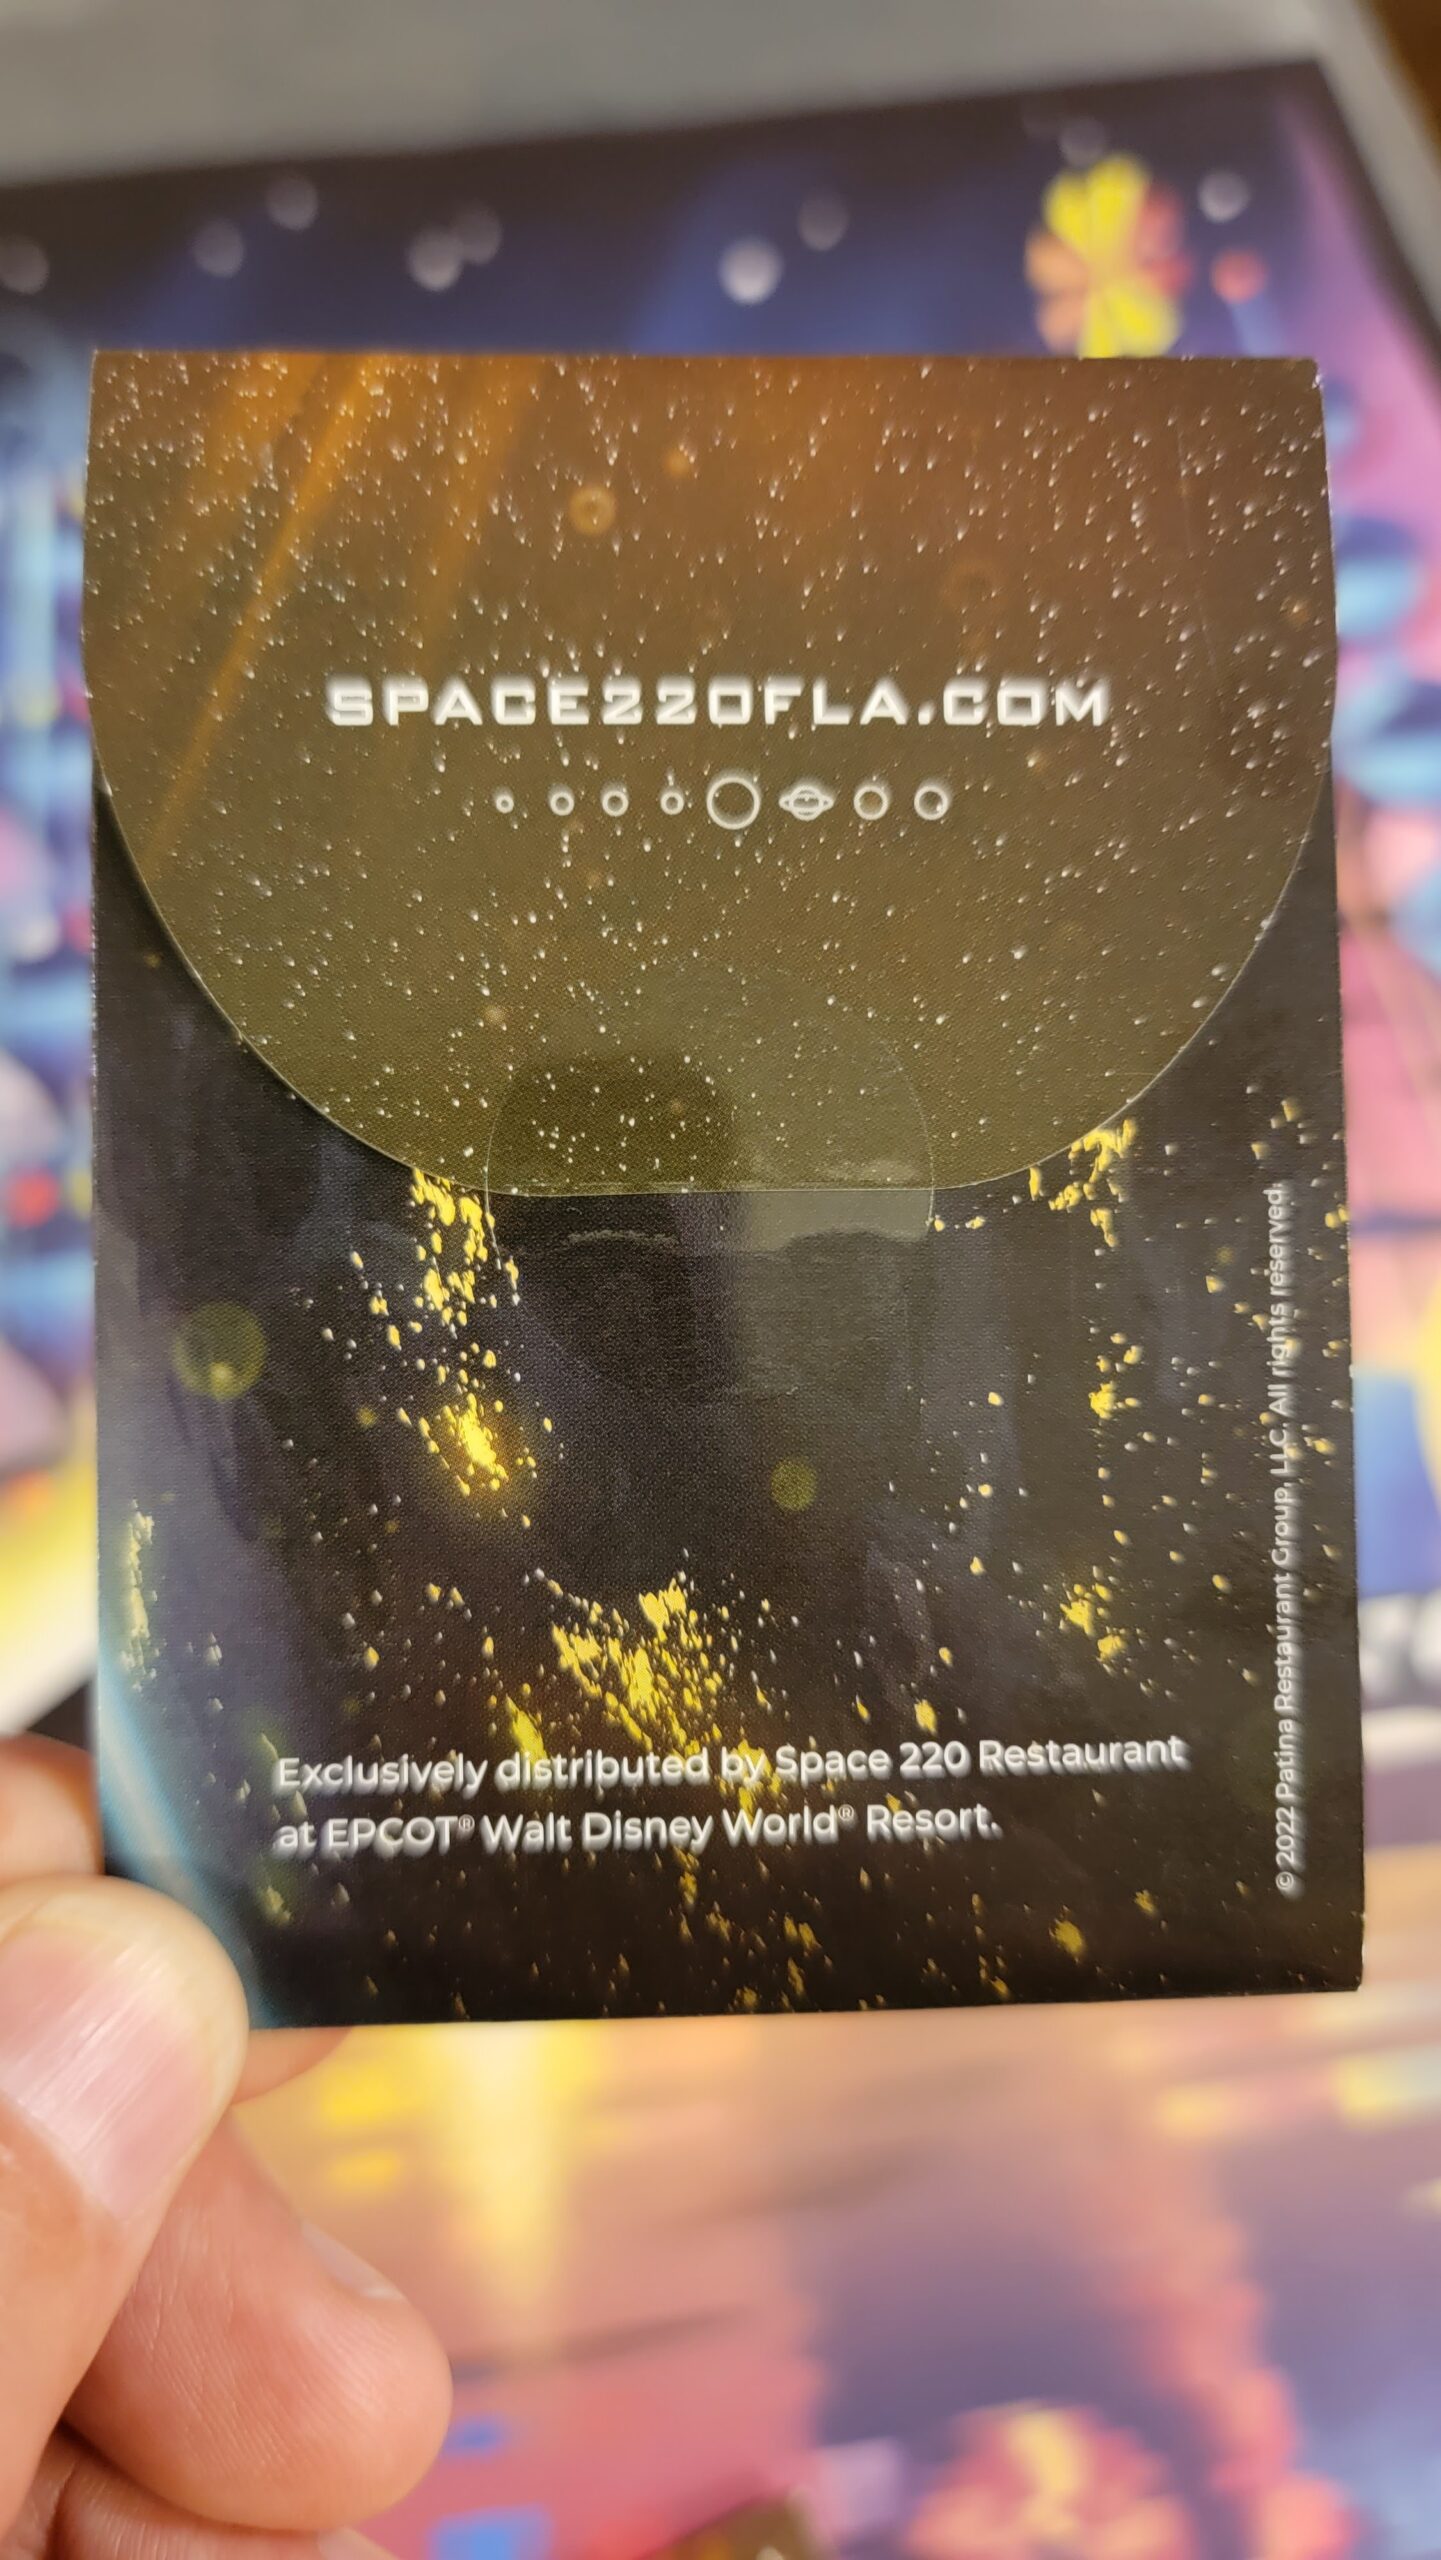 SPACE220FLA.COM
Exclusively distributed by Space 220 Restaurant
at EPCOT® Walt Disney World® Resort.
© 2022 Patina Restaurant Group, LLC. All rights reserved.